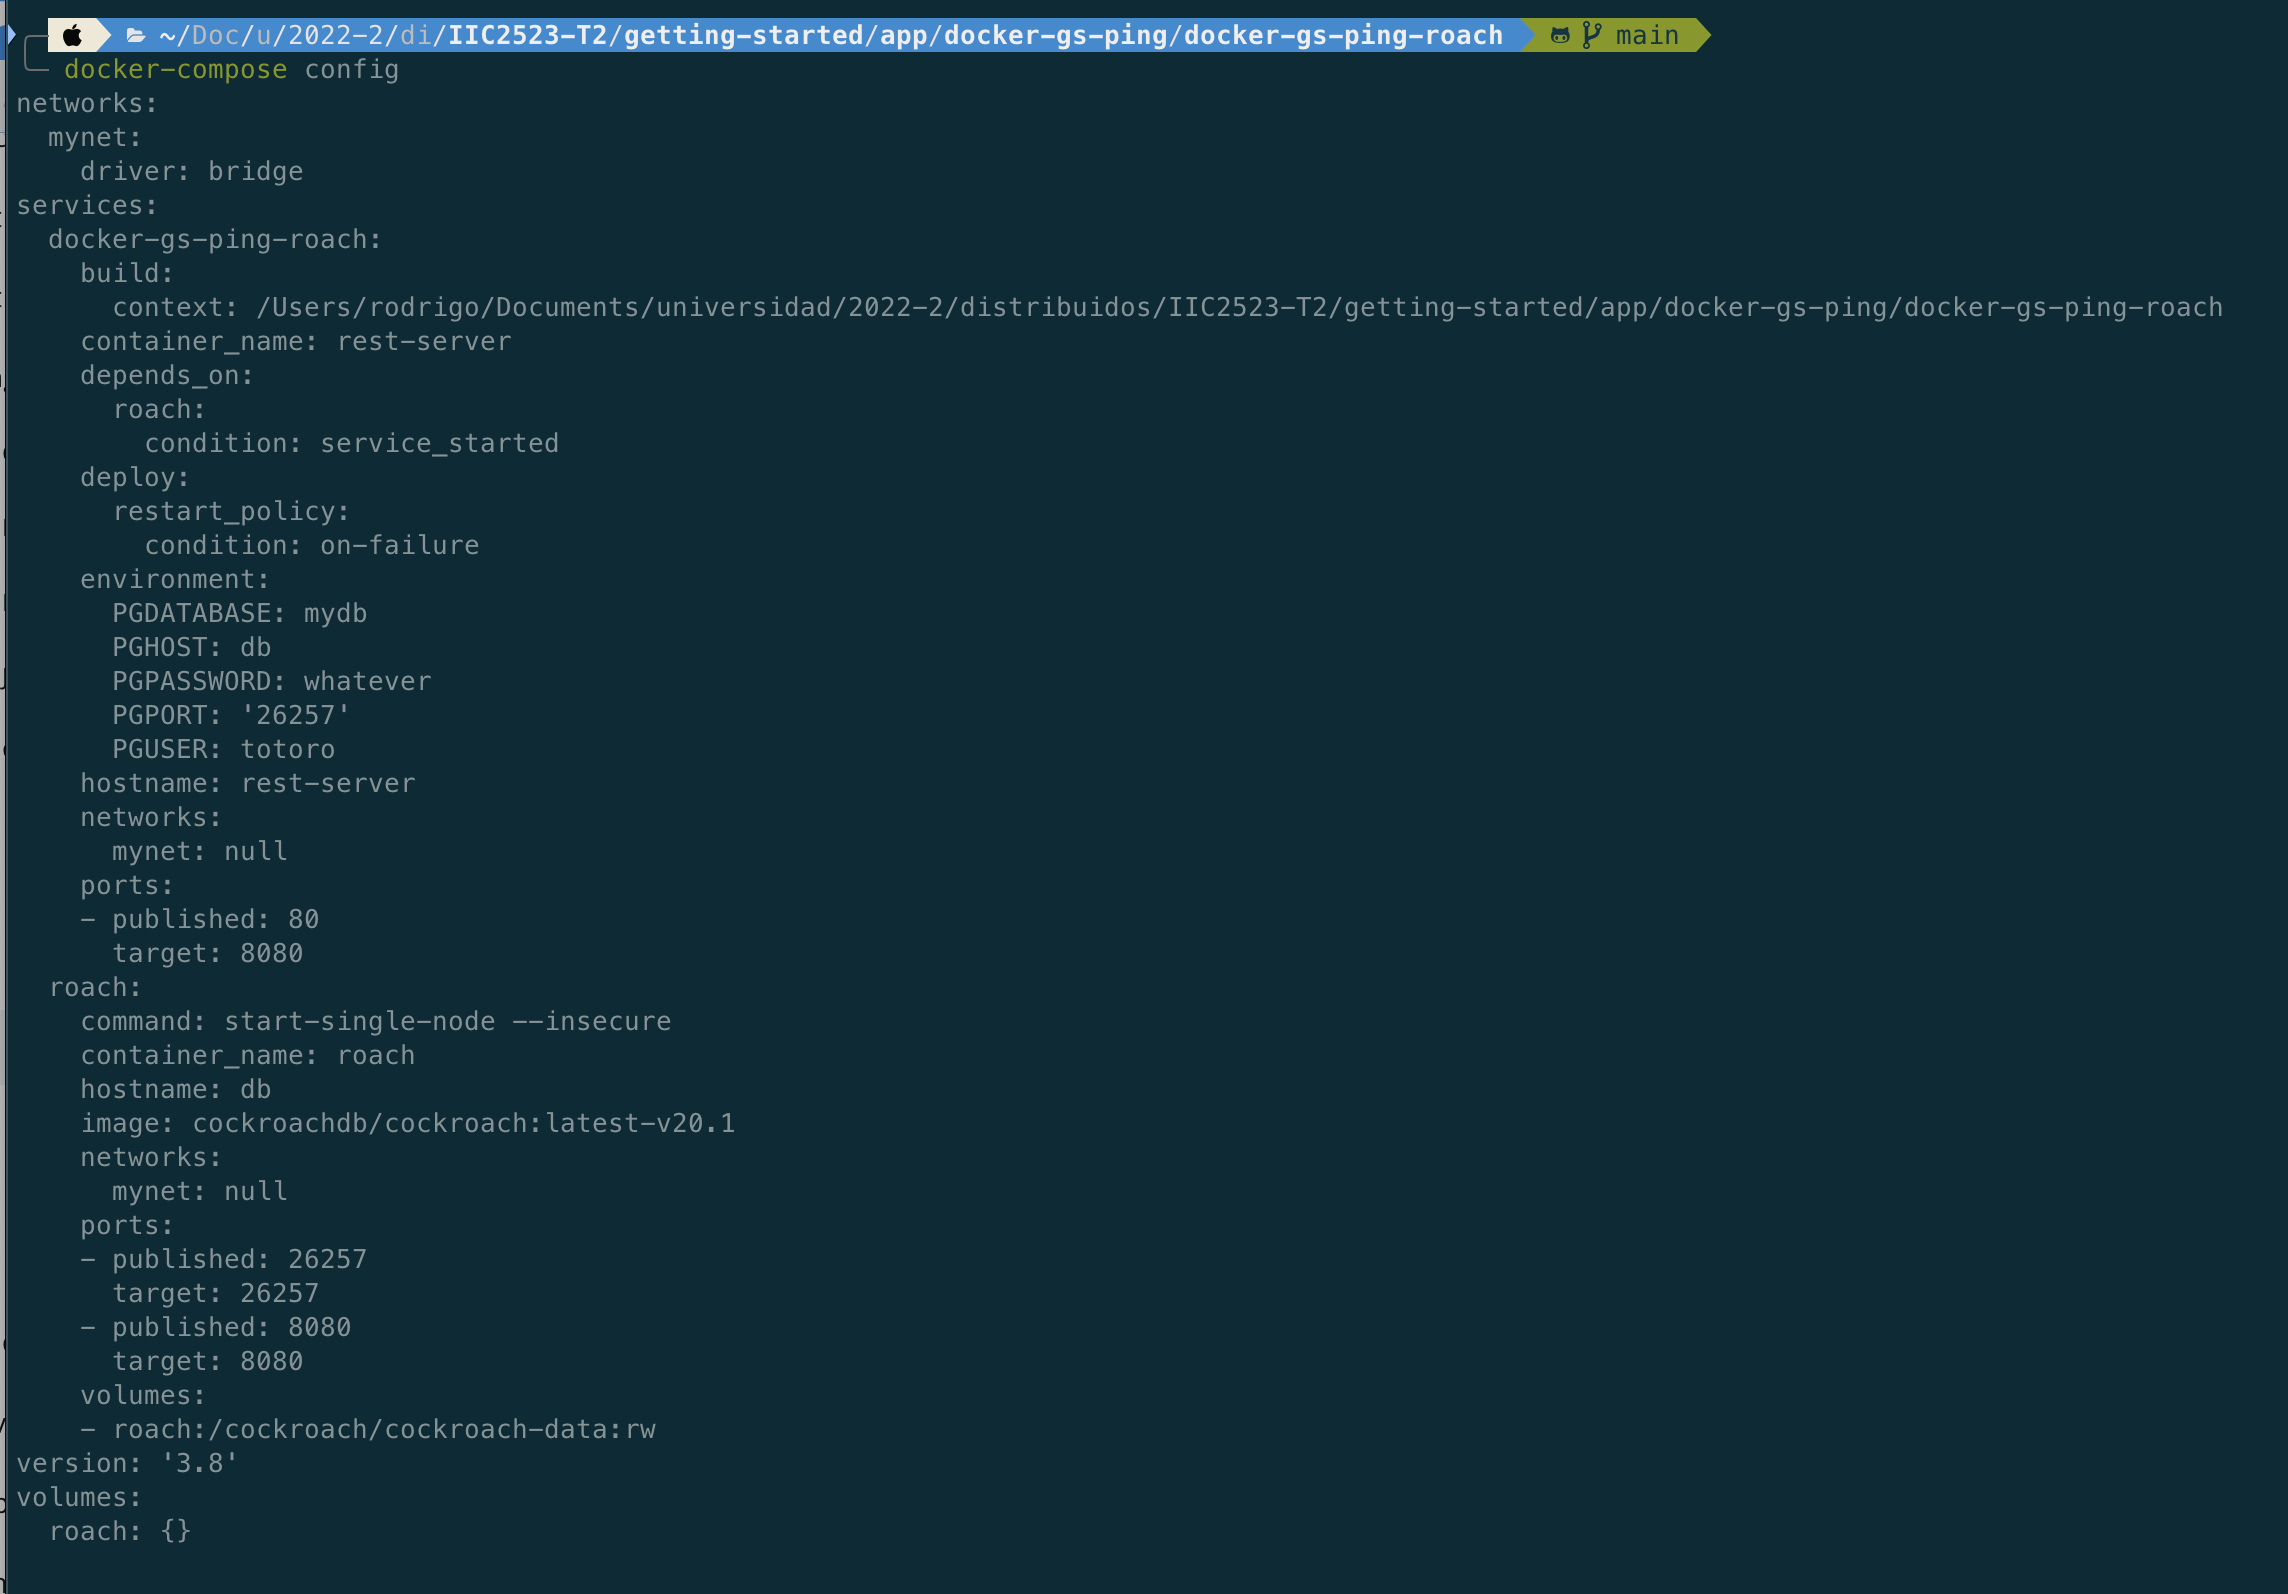 ~/Doc/u/2022-2/di/IIC2523-T2/getting-started/app/docker-gs-ping/docker-gs-ping-roach main
docker-compose config
networks:
  mynet:
    driver: bridge
services:
  docker-gs-ping-roach:
    build:
      context: /Users/rodrigo/Documents/universidad/2022-2/distribuidos/IIC2523-T2/getting-started/app/docker-gs-ping/docker-gs-ping-roach
    container_name: rest-server
    depends_on:
      roach:
        condition: service_started
    deploy:
      restart_policy:
        condition: on-failure
    environment:
      PGDATABASE: mydb
      PGHOST: db
      PGPASSWORD: whatever
      PGPORT: '26257'
      PGUSER: totoro
    hostname: rest-server
    networks:
      mynet: null
    ports:
    - published: 80
      target: 8080
  roach:
    command: start-single-node --insecure
    container_name: roach
    hostname: db
    image: cockroachdb/cockroach:latest-v20.1
    networks:
      mynet: null
    ports:
    - published: 26257
      target: 26257
    - published: 8080
      target: 8080
    volumes:
    - roach:/cockroach/cockroach-data:rw
version: '3.8'
volumes:
  roach: {}